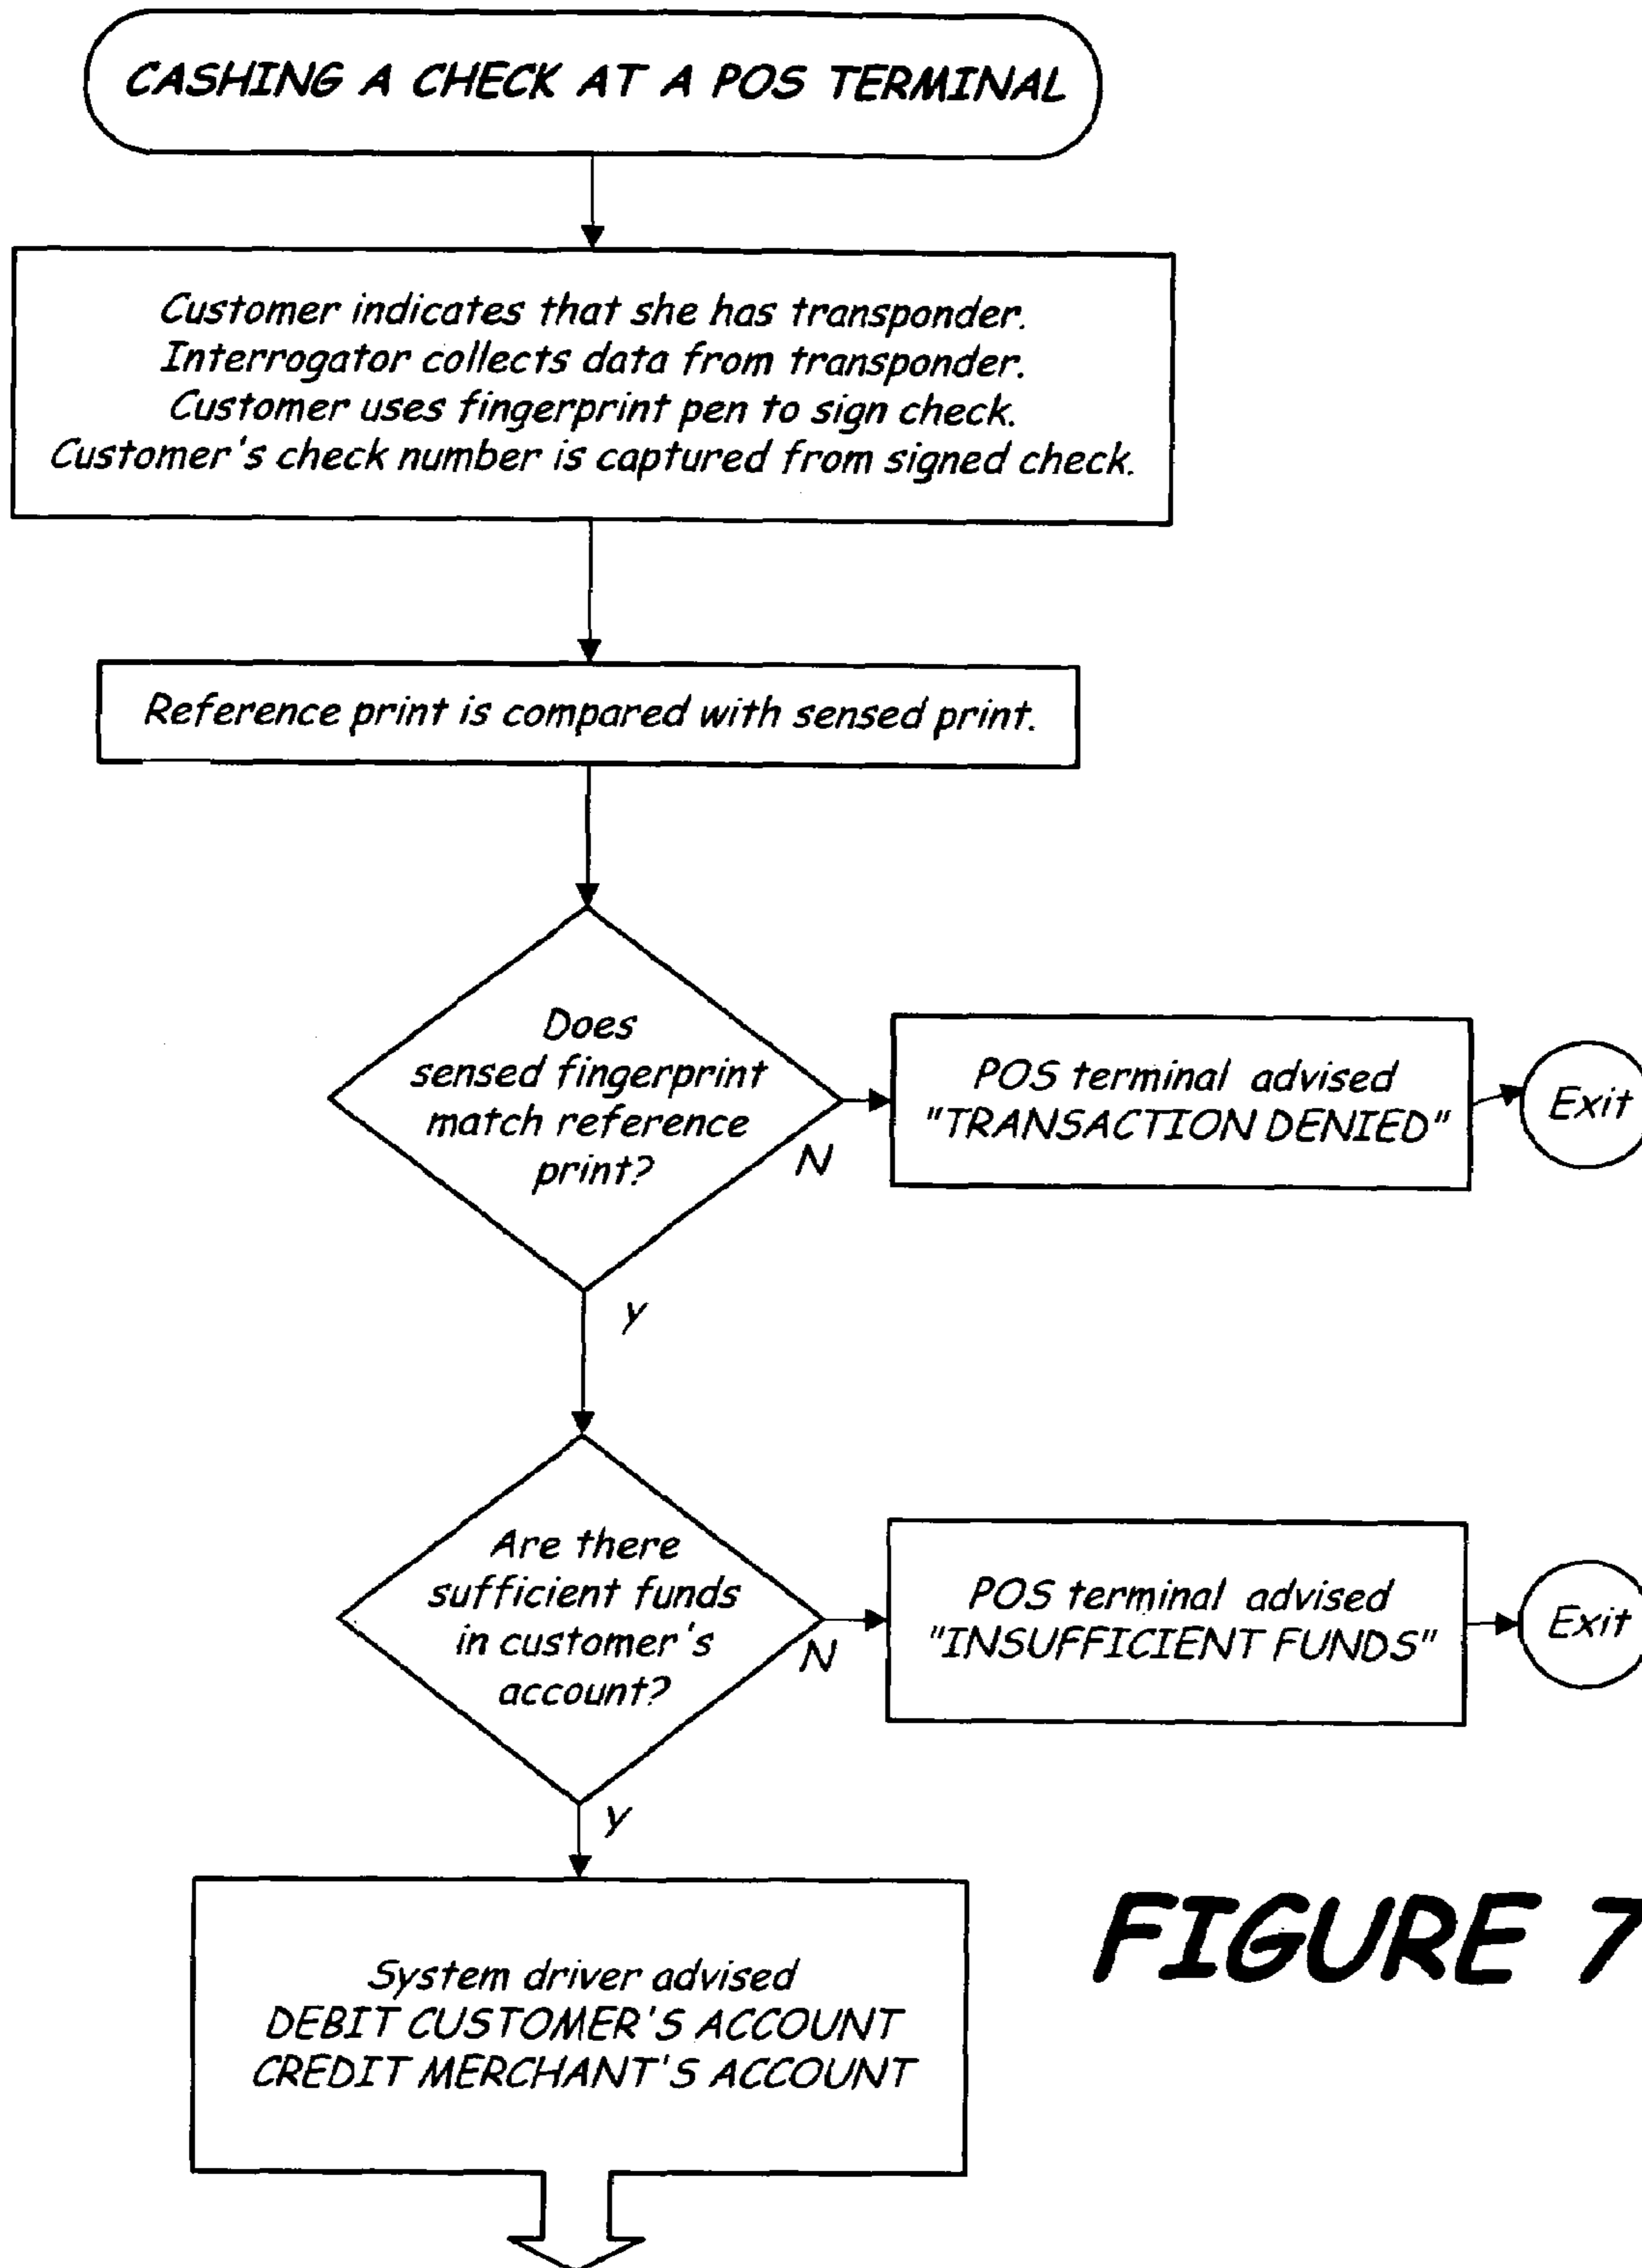 CASHING A CHECK AT A POS TERMINAL
Customer indicates that she has transponder.
Interrogator collects data from transponder.
Customer uses fingerprint pen to sign check.
Customer's check number is captured from signed check.
Reference print is compared with sensed print.
Does
sensed fingerprint
match reference
print?
N
POS terminal advised
"TRANSACTION DENIED"
Exit
y
Are there
sufficient funds
in customer's
account?
N
POS terminal advised
"INSUFFICIENT FUNDS"
Exit
y
System driver advised
DEBIT CUSTOMER'S ACCOUNT
CREDIT MERCHANT'S ACCOUNT
FIGURE 7